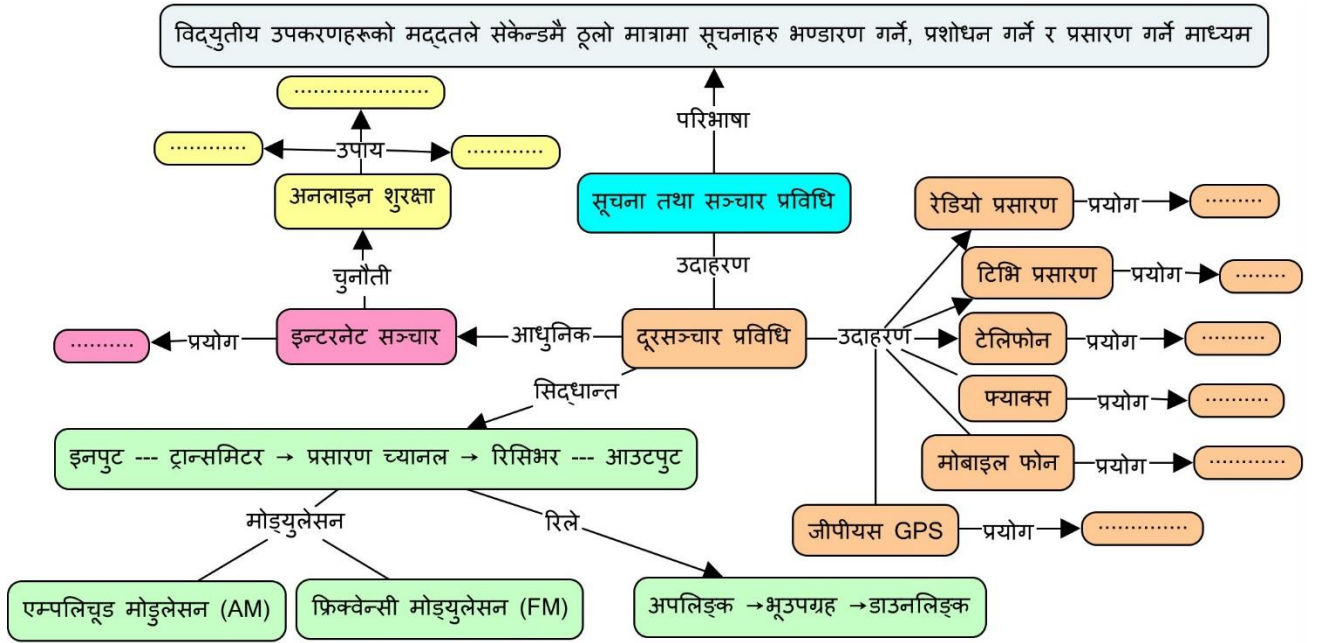 विद्युतीय उपकरणहरूको मद्दतले सेकेन्डमै ठूलो मात्रामा सूचनाहरु भण्डारण गर्ने, प्रशोधन गर्ने र प्रसारण गर्ने माध्यम
.....................
परिभाषा
............
उपाय
............
अनलाइन शुरक्षा
सूचना तथा सञ्चार प्रविधि
रेडियो प्रसारण
प्रयोग
.........
चुनौती
उदाहरण
टिभि प्रसारण
प्रयोग
........
..........
प्रयोग
इन्टरनेट सञ्चार
आधुनिक
दूरसञ्चार प्रविधि
उदाहरण
टेलिफोन
प्रयोग
..........
सिद्धान्त
फ्याक्स
प्रयोग
..........
इनपुट --- ट्रान्समिटर → प्रसारण च्यानल → रिसिभर --- आउटपुट
मोबाइल फोन
प्रयोग
............
मोड्युलेसन
रिले
जीपीयस GPS
प्रयोग
..............
एम्पलिचूड मोडुलेसन (AM)
फ्रिक्वेन्सी मोड्युलेसन (FM)
अपलिङ्क →भूउपग्रह →डाउनलिङ्क